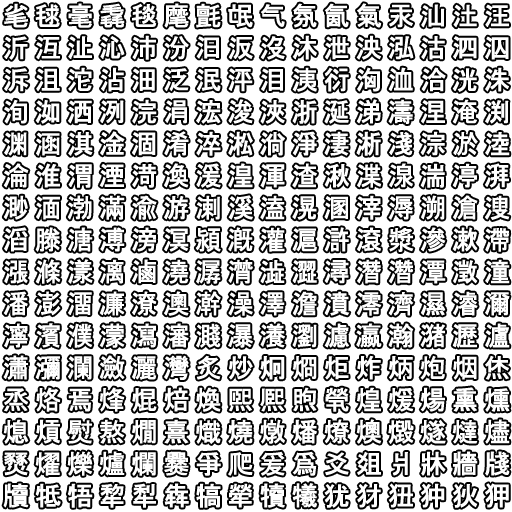 毟毬毫毳毯麾氈氓气氛氤氣汞汕汢汪
沂沍沚沁沛汾汨汳沒沐泄泱泓沽泗泅
泝沮沱沾沺泛泯泙泪洟衍洶洫洽洸洙
洵洳洒洌浣涓浤浚浹浙涎涕濤涅淹渕
渊涵淇淦涸淆淬淞淌淨淒淅淺淙淤淕
淪淮渭湮渮渙湲湟渾渣湫渫湶湍渟湃
渺湎渤滿渝游溂溪溘滉溷滓溽溯滄溲
滔滕溏溥滂溟潁漑灌滬滸滾漿滲漱滯
漲滌漾漓滷澆潺潸澁澀潯潛濳潭澂潼
潘澎澑濂潦澳澣澡澤澹濆澪濟濕濬濔
濘濱濮濛瀉瀋濺瀑瀁瀏濾瀛瀚潴瀝瀘
瀟瀰瀾瀲灑灣炙炒炯烱炬炸炳炮烟烋
烝烙焉烽焜焙煥煕熈煦煢煌煖煬熏燻
熄熕熨熬燗熹熾燒燉燔燎燠燬燧燵燼
燹燿爍爐爛爨爭爬爰爲爻爼爿牀牆牋
牘牴牾犂犁犇犒犖犢犧犹犲狃狆狄狎